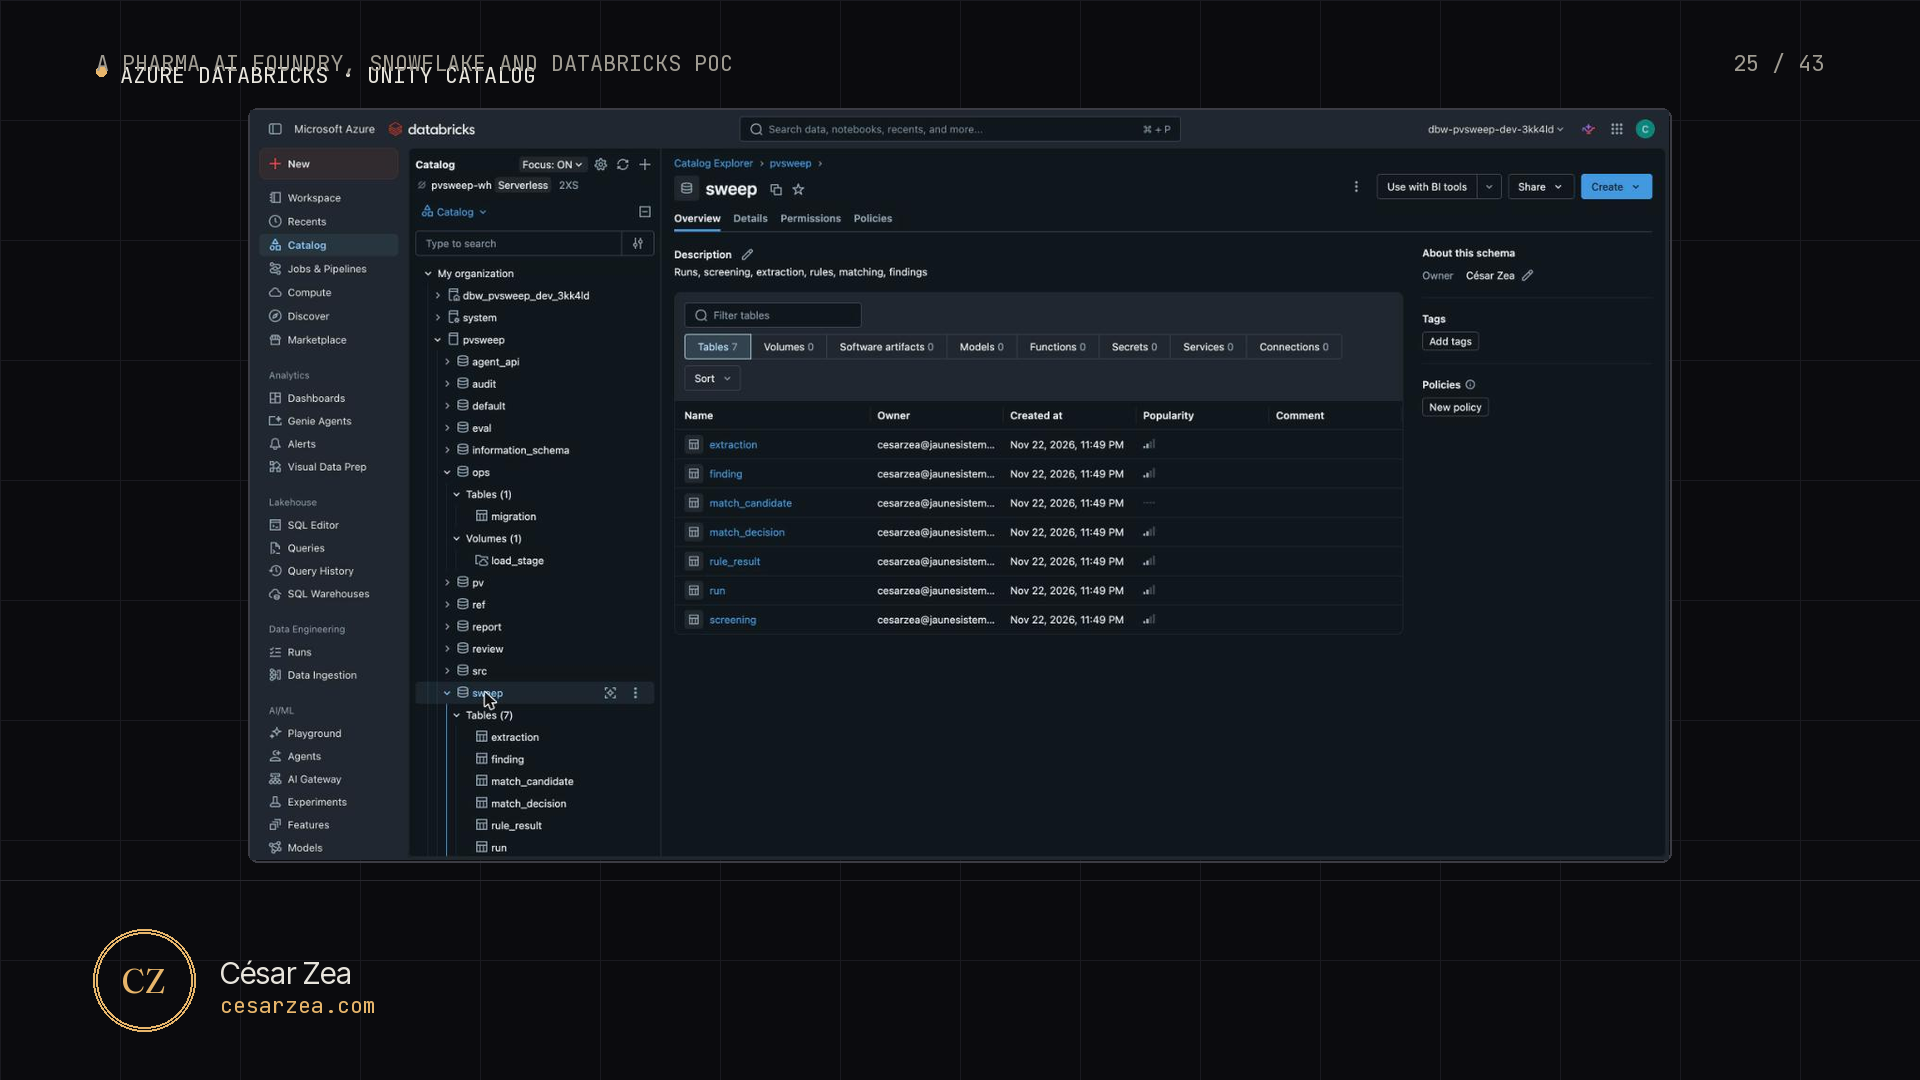 A PHARMA AI FOUNDRY, SNOWFLAKE AND DATABRICKS POC
AZURE DATABRICKS · UNITY CATALOG
25 / 43
Microsoft Azure
databricks
Search data, notebooks, recents, and more...
⌘ + P
dbw-pvsweep-dev-3kk4ld
C
New
Workspace
Recents
Catalog
Jobs & Pipelines
Compute
Discover
Marketplace
Analytics
Dashboards
Genie Agents
Alerts
Visual Data Prep
Lakehouse
SQL Editor
Queries
Query History
SQL Warehouses
Data Engineering
Runs
Data Ingestion
AI/ML
Playground
Agents
AI Gateway
Experiments
Features
Models
Catalog
Focus: ON
pvsweep-wh Serverless 2XS
Catalog
Type to search
My organization
dbw_pvsweep_dev_3kk4ld
system
pvsweep
agent_api
audit
default
eval
information_schema
ops
Tables (1)
migration
Volumes (1)
load_stage
pv
ref
report
review
src
sweep
Tables (7)
extraction
finding
match_candidate
match_decision
rule_result
run
Catalog Explorer › pvsweep ›
sweep
Use with BI tools
Share
Create
Overview Details Permissions Policies
Description
Runs, screening, extraction, rules, matching, findings
Filter tables
Tables 7 Volumes 0 Software artifacts 0 Models 0 Functions 0 Secrets 0 Services 0 Connections 0
Sort
Name Owner Created at Popularity Comment
extraction cesarzea@jaunesistem... Nov 22, 2026, 11:49 PM
finding cesarzea@jaunesistem... Nov 22, 2026, 11:49 PM
match_candidate cesarzea@jaunesistem... Nov 22, 2026, 11:49 PM
match_decision cesarzea@jaunesistem... Nov 22, 2026, 11:49 PM
rule_result cesarzea@jaunesistem... Nov 22, 2026, 11:49 PM
run cesarzea@jaunesistem... Nov 22, 2026, 11:49 PM
screening cesarzea@jaunesistem... Nov 22, 2026, 11:49 PM
About this schema
Owner César Zea
Tags
Add tags
Policies
New policy
CZ
César Zea
cesarzea.com